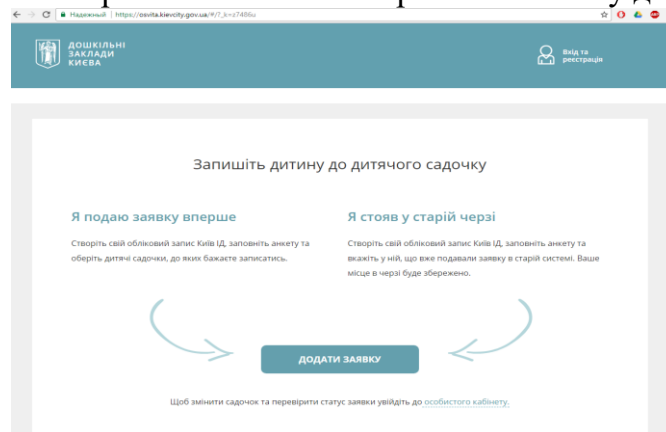 Надежный | https://osvita.kievcity.gov.ua/#/?_k=z7486u
ДОШКІЛЬНІ
ЗАКЛАДИ
КИЄВА
Вхід та
реєстрація
Запишіть дитину до дитячого садочку
Я подаю заявку вперше
Створіть свій обліковий запис Київ ІД, заповніть анкету та
оберіть дитячі садочки, до яких бажаєте записатись.
Я стояв у старій черзі
Створіть свій обліковий запис Київ ІД, заповніть анкету та
вкажіть у ній, що вже подавали заявку в старій системі. Ваше
місце в черзі буде збережено.
ДОДАТИ ЗАЯВКУ
Щоб змінити садочок та перевірити статус заявки увійдіть до особистого кабінету.